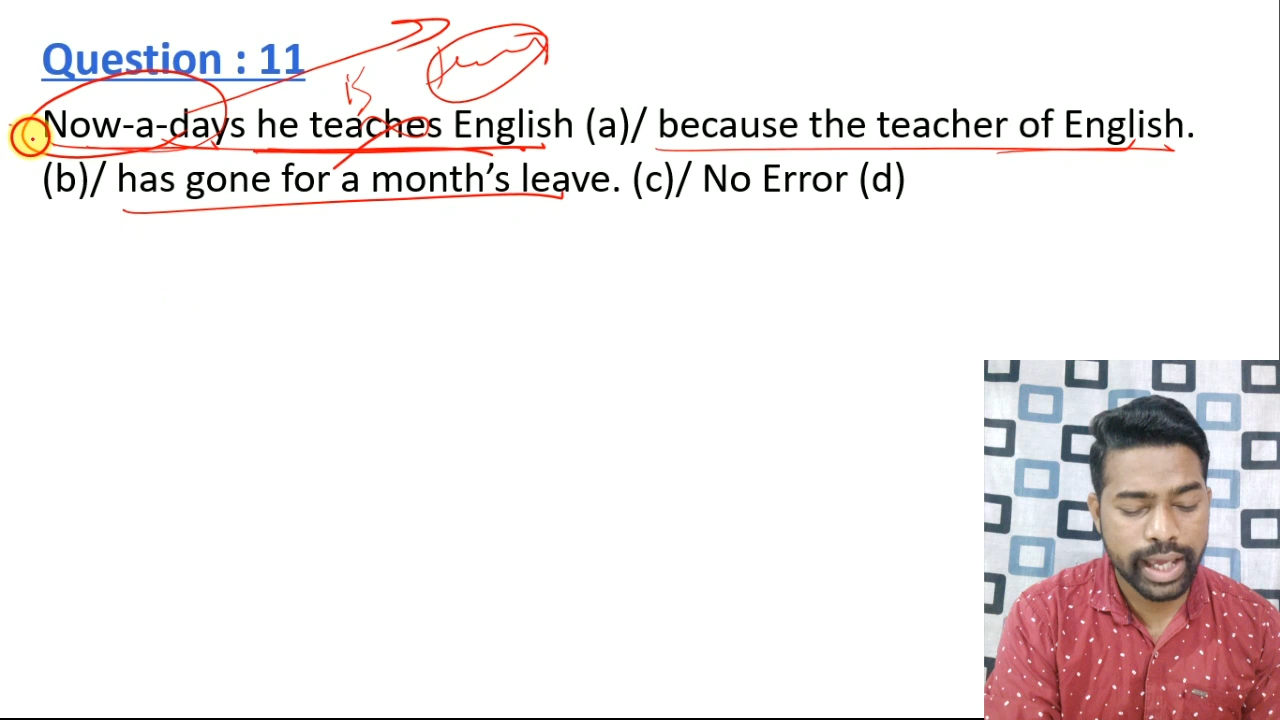 Question : 11
is
Now-a-days he teaches English (a)/ because the teacher of English.
(b)/ has gone for a month's leave. (c)/ No Error (d)